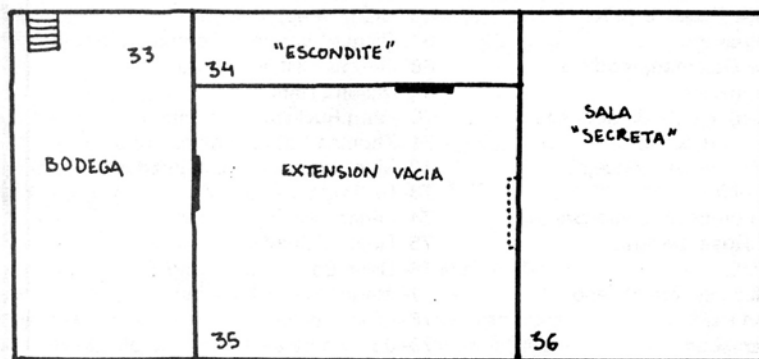 33
"ESCONDITE"
34
SALA
"SECRETA"
BODEGA
EXTENSION VACIA
35
36